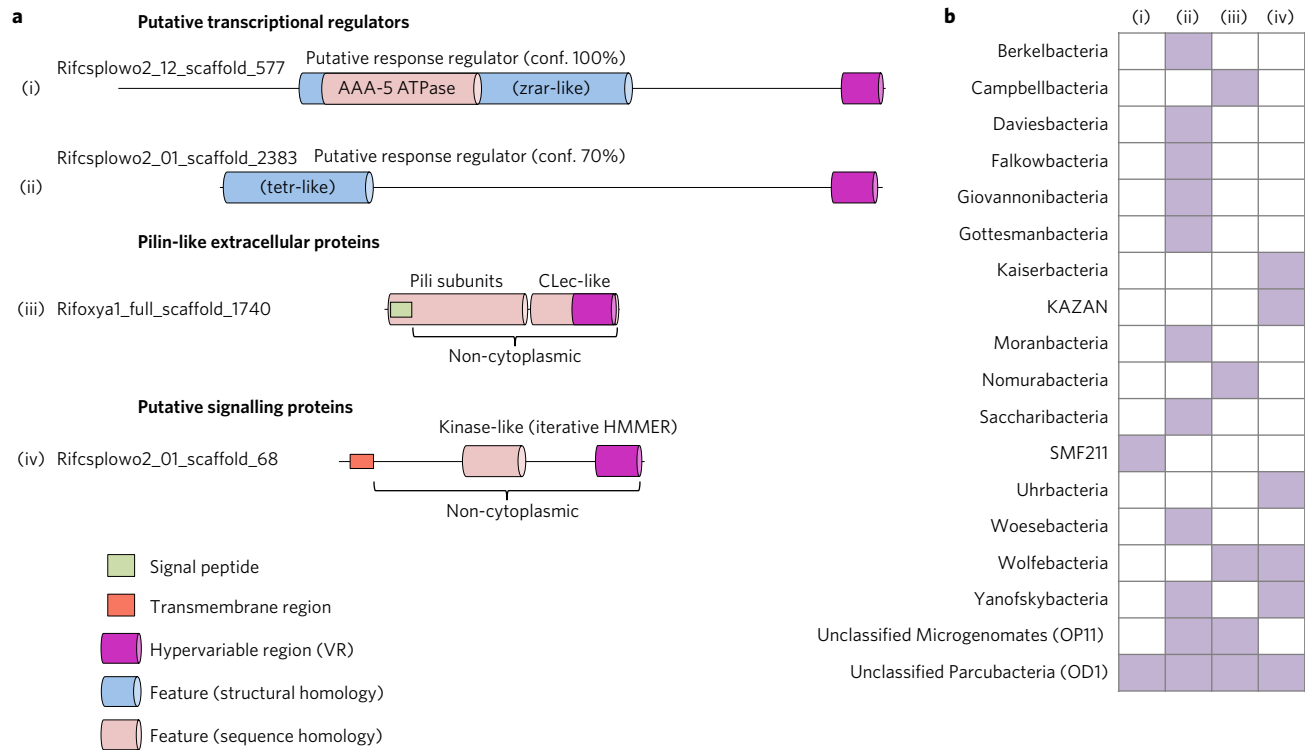 a
Putative transcriptional regulators
Rifcsplowo2_12_scaffold_577
Putative response regulator (conf. 100%)
(i)
AAA-5 ATPase
(zrar-like)
Rifcsplowo2_01_scaffold_2383
Putative response regulator (conf. 70%)
(ii)
(tetr-like)
Pilin-like extracellular proteins
Pili subunits
CLec-like
(iii)
Rifoxya1_full_scaffold_1740
Non-cytoplasmic
Putative signalling proteins
Kinase-like (iterative HMMER)
(iv)
Rifcsplowo2_01_scaffold_68
Non-cytoplasmic
Signal peptide
Transmembrane region
Hypervariable region (VR)
Feature (structural homology)
Feature (sequence homology)
b
(i) (ii) (iii) (iv)
Berkelbacteria
Campbellbacteria
Daviesbacteria
Falkowbacteria
Giovannonibacteria
Gottesmanbacteria
Kaiserbacteria
KAZAN
Moranbacteria
Nomurabacteria
Saccharibacteria
SMF211
Uhrbacteria
Woesebacteria
Wolfebacteria
Yanofskybacteria
Unclassified Microgenomates (OP11)
Unclassified Parcubacteria (OD1)